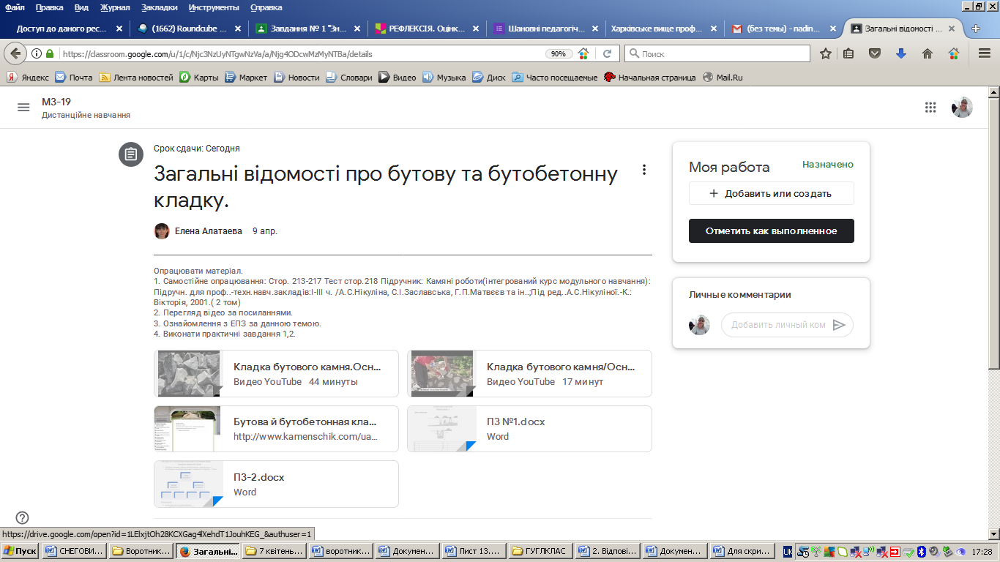 Файл Правка Вид Журнал Закладки Инструменты Справка
Доступ до даного рес... (1662) Roundcube ... Завдання № 1 "Зн... РЕФЛЕКСІЯ. Оцінк... Шановні педагогіч... Харківське вище проф... (без темы) - nadin... Загальні відомості ...
https://classroom.google.com/u/1/c/Njc3NzUyNTgwNzVa/a/Njg4ODcwMzMyNTBa/details 90% Поиск
Яндекс Почта Лента новостей Карты Маркет Новости Словари Видео Музыка Диск Часто посещаемые Начальная страница Mail.Ru
МЗ-19
Дистанційне навчання
Срок сдачи: Сегодня
Загальні відомості про бутову та бутобетонну
кладку.
Елена Алатаева 9 апр.
Опрацювати матеріал.
1. Самостійне опрацювання: Стор. 213-217 Тест стор.218 Підручник: Камяні роботи(інтегрований курс модульного навчання):
Підручн. для проф..-техн.навч.закладів:І-ІІІ ч. /А.С.Нікуліна, С.І.Заславська, Г.П.Матвєєв та ін..;Під ред..А.С.Нікуліної.-К.:
Вікторія, 2001.( 2 том)
2. Перегляд відео за посиланнями.
3. Ознайомлення з ЕПЗ за данною темою.
4. Виконати практичні завдання 1,2.
Кладка бутового камня.Осн...
Видео YouTube 44 минуты
Кладка бутового камня/Осн...
Видео YouTube 17 минут
Бутова й бутобетонная кла...
http://www.kamenschik.com/ua...
ПЗ №1.docx
Word
ПЗ-2.docx
Word
Моя работа Назначено
+ Добавить или создать
Отметить как выполненное
Личные комментарии
Добавить личный ком
https://drive.google.com/open?id=1LElxjtOh28KCXGag4lXehdT1JouhKEG_&authuser=1
Пуск СНЕГОВИ... Воротник... Загальні... 7 квітень... воротник... Докумен... Лист 13.... ГУГЛКЛАС 2. Відпові... Докумен... Для скри... UK 17:28